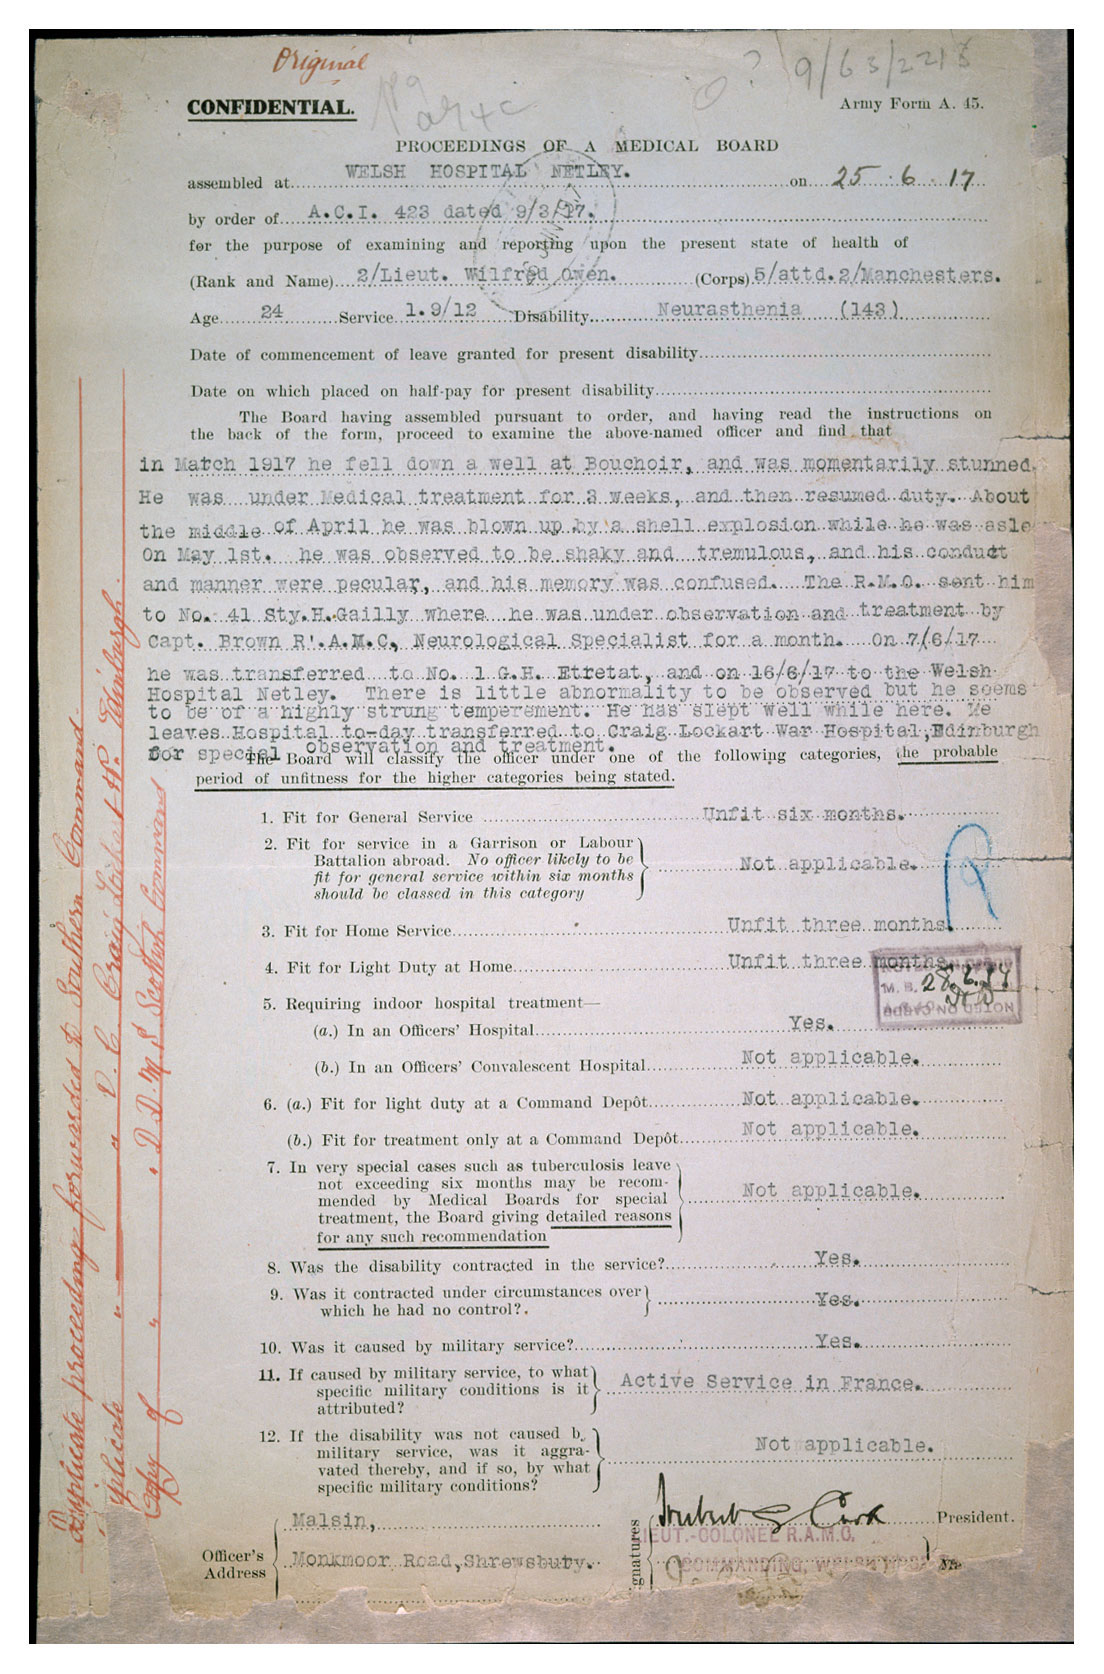 Original
9/63/2213
CONFIDENTIAL.
Army Form A. 45.
PROCEEDINGS OF A MEDICAL BOARD
assembled at WELSH HOSPITAL NETLEY. on 25.6.17
by order of A.C.I. 423 dated 9/3/17.
for the purpose of examining and reporting upon the present state of health of
(Rank and Name) 2/Lieut. Wilfred Owen. (Corps) 5/attd.2/Manchesters.
Age 24 Service 1.9/12 Disability Neurasthenia (143)
Date of commencement of leave granted for present disability
Date on which placed on half-pay for present disability
The Board having assembled pursuant to order, and having read the instructions on
the back of the form, proceed to examine the above-named officer and find that
in March 1917 he fell down a well at Bouchoir, and was momentarily stunned.
He was under Medical treatment for 3 weeks, and then resumed duty. About
the middle of April he was blown up by a shell explosion while he was asle
On May 1st. he was observed to be shaky and tremulous, and his conduct
and manner were pecular, and his memory was confused. The R.M.O. sent him
to No. 41 Sty.H.Gailly where he was under observation and treatment by
Capt. Brown R'.A.M.C, Neurological Specialist for a month. On 7/6/17
he was transferred to No. 1 G.H. Etretat, and on 16/6/17 to the Welsh
Hospital Netley. There is little abnormality to be observed but he seems
to be of a highly strung temperement. He has slept well while here. He
leaves Hospital to-day transferred to Craig Lockart War Hospital,Edinburgh
for special observation and treatment.
The Board will classify the officer under one of the following categories, the probable
period of unfitness for the higher categories being stated.
1. Fit for General Service Unfit six months.
2. Fit for service in a Garrison or Labour
Battalion abroad. No officer likely to be
fit for general service within six months
should be classed in this category
Not applicable.
R
3. Fit for Home Service Unfit three months.
4. Fit for Light Duty at Home Unfit three months
M. B. 28.6.17
NOTED ON CARDS
5. Requiring indoor hospital treatment—
(a.) In an Officers' Hospital Yes.
(b.) In an Officers' Convalescent Hospital Not applicable.
6. (a.) Fit for light duty at a Command Depôt Not applicable.
(b.) Fit for treatment only at a Command Depôt Not applicable.
7. In very special cases such as tuberculosis leave
not exceeding six months may be recom-
mended by Medical Boards for special
treatment, the Board giving detailed reasons
for any such recommendation
Not applicable.
8. Was the disability contracted in the service? Yes.
9. Was it contracted under circumstances over
which he had no control? Yes.
10. Was it caused by military service? Yes.
11. If caused by military service, to what
specific military conditions is it
attributed?
Active Service in France.
12. If the disability was not caused b
military service, was it aggra-
vated thereby, and if so, by what
specific military conditions?
Not applicable.
Officer's
Address
Malsin,
Monkmoor Road,Shrewsbury.
gnatures
President.
LIEUT.-COLONEL R.A.M.C.
COMMANDING, WELSH HOSP
Me
Duplicate proceedings forwarded to Southern Command.
plicate " " O. C. Craig Lockart W.H. Edinburgh.
Copy of " " D.D.M.S Scottish Command